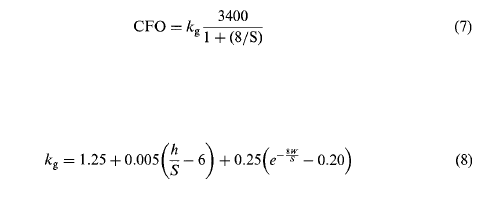 CFO = k_g 3400 / (1 + (8/S)) (7)
k_g = 1.25 + 0.005(h/S − 6) + 0.25(e^{−8W/S} − 0.20) (8)